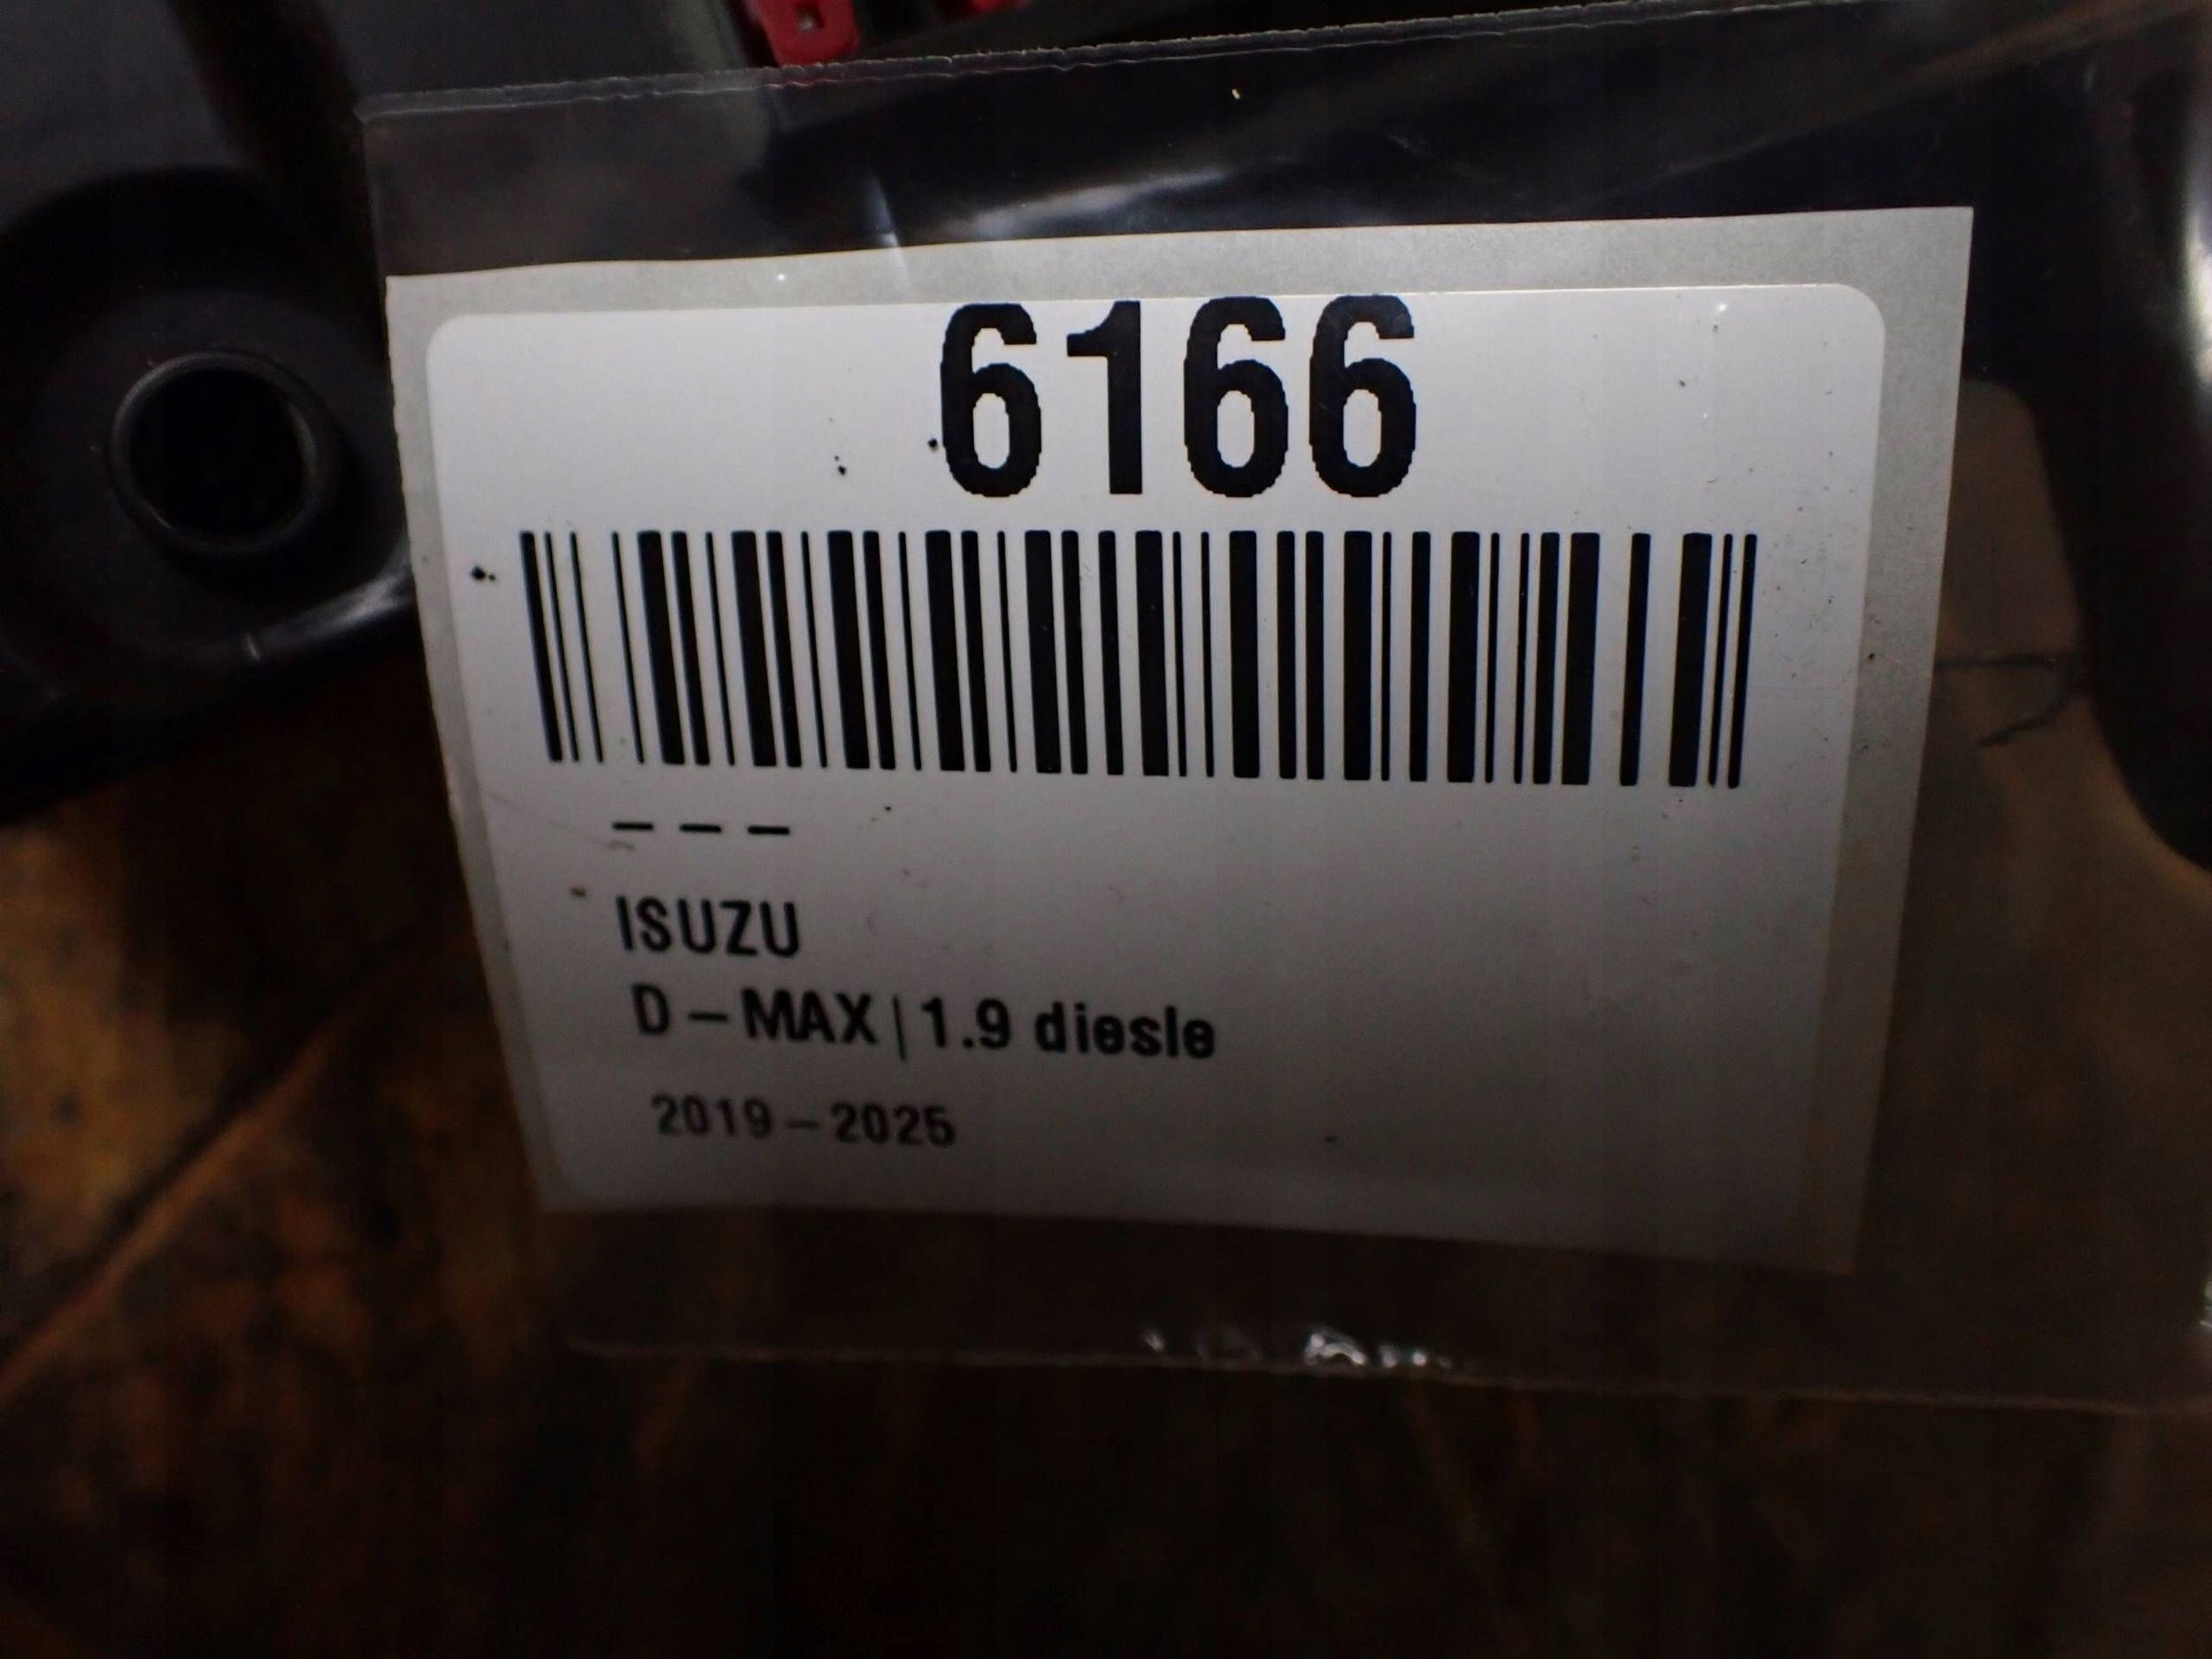 6166
– – –
ISUZU
D – MAX | 1.9 diesle
2019 – 2025